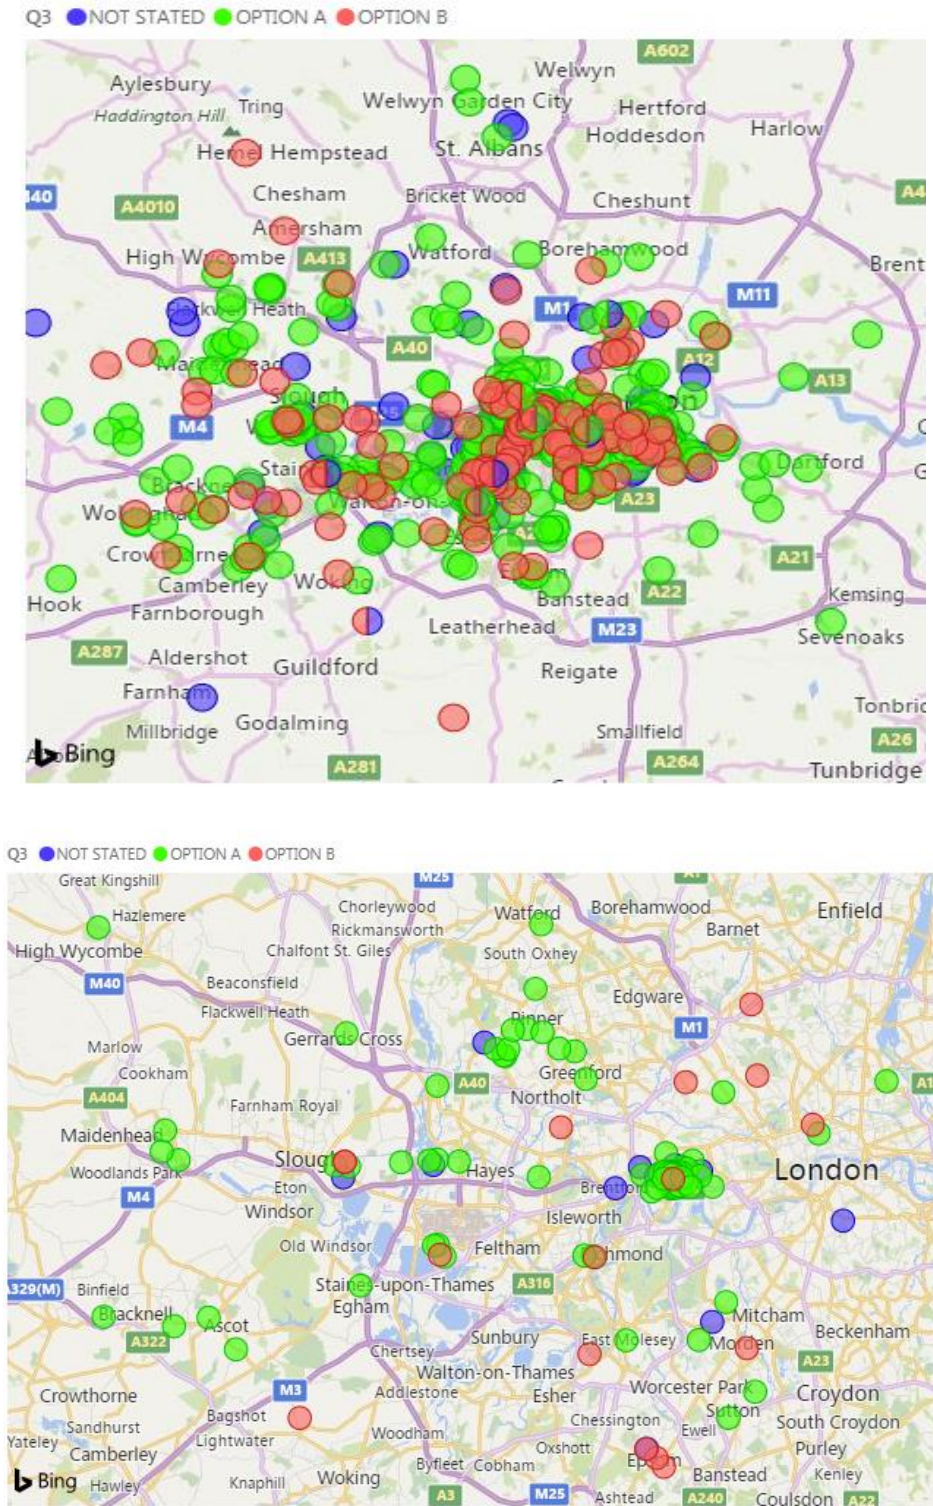 Q3 NOT STATED OPTION A OPTION B
A602
Welwyn
Aylesbury
Welwyn Garden City
Tring
Hertford
Haddington Hill
Harlow
Hoddesdon
St. Albans
Hemel Hempstead
Chesham
Bricket Wood
Cheshunt
A4010
Amersham
Watford
Borehamwood
High Wycombe
A413
Brent
M1
M11
Flackwell Heath
A40
A12
Maidenhead
A13
Slough
M4
Dartford
Bracknell
A23
A21
Camberley
Woking
A22
Kemsing
Hook
Banstead
Farnborough
Leatherhead
M23
Sevenoaks
A287
Aldershot
Guildford
Reigate
Farnham
Godalming
Millbridge
Smallfield
A26
Bing
A281
A264
Tunbridge
Q3 NOT STATED OPTION A OPTION B
M25
Great Kingshill
Chorleywood
Borehamwood
Hazlemere
Watford
Enfield
Rickmansworth
Barnet
High Wycombe
Chalfont St. Giles
South Oxhey
M40
Beaconsfield
Edgware
Flackwell Heath
Pinner
M1
Gerrards Cross
Marlow
Cookham
Greenford
A40
A404
Northolt
Farnham Royal
Maidenhead
Slough
London
Woodlands Park
Hayes
Eton
Brentford
M4
Windsor
Isleworth
Old Windsor
Feltham
Richmond
A329(M)
Binfield
Staines-upon-Thames
A316
Egham
Bracknell
Mitcham
Ascot
A322
Sunbury
East Molesey
Morden
Beckenham
Chertsey
A23
Walton-on-Thames
M3
Addlestone
Worcester Park
Croydon
Crowthorne
Esher
Sutton
Bagshot
Chessington
South Croydon
Sandhurst
Ewell
Yateley
Lightwater
Woodham
Camberley
Oxshott
Purley
Epsom
Byfleet
Cobham
Banstead
Kenley
Bing
Hawley
Knaphill
Woking
A3
M25
Ashtead
A240
Coulsdon
A22